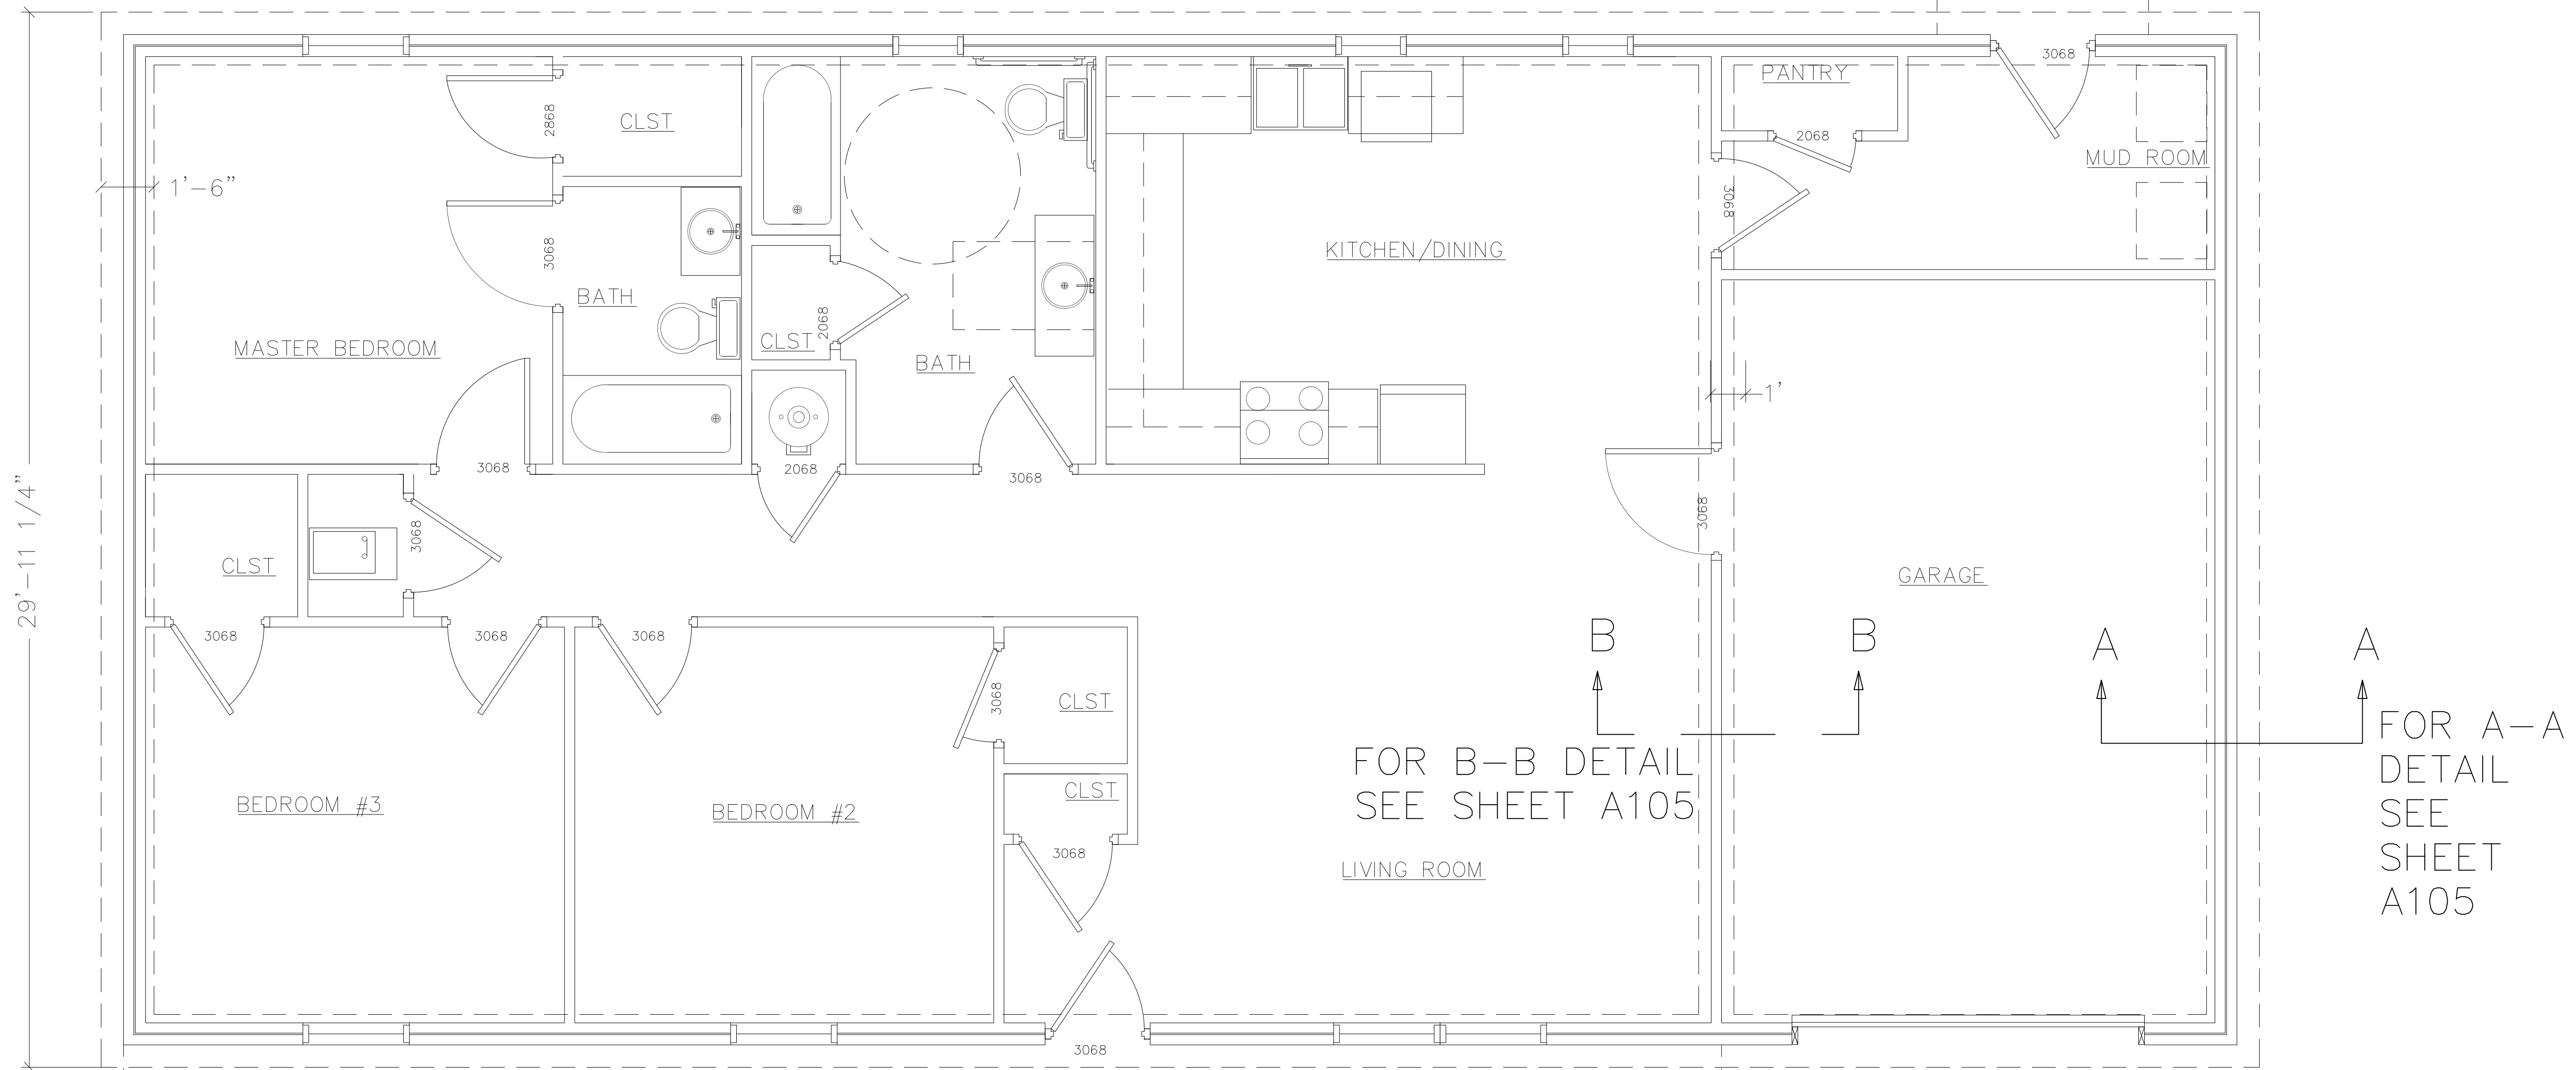 3068
PANTRY
2868
CLST
2068
MUD ROOM
1'-6"
3068
3068
KITCHEN/DINING
BATH
2068
CLST
MASTER BEDROOM
BATH
1'
3068
2068
3068
29'-11 1/4"
3068
3068
CLST
GARAGE
3068
3068
3068
B
B
A
A
3068
CLST
FOR A-A
DETAIL
SEE
SHEET
A105
FOR B-B DETAIL
SEE SHEET A105
CLST
BEDROOM #3
BEDROOM #2
3068
LIVING ROOM
3068